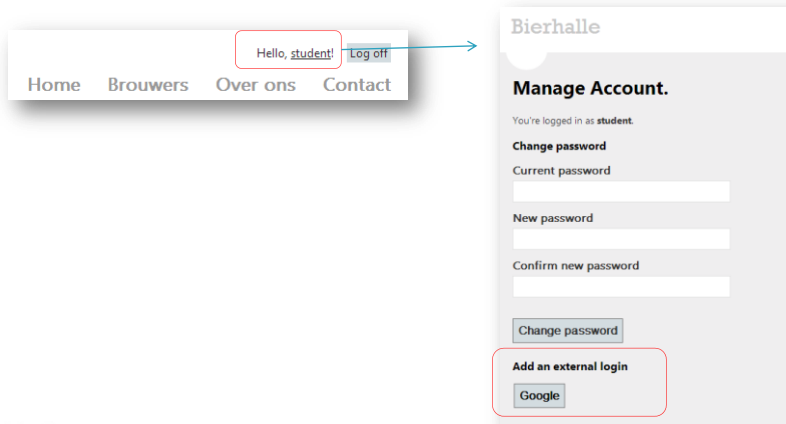 Hello, student! Log off
Home Brouwers Over ons Contact
Bierhalle
Manage Account.
You're logged in as student.
Change password
Current password
New password
Confirm new password
Change password
Add an external login
Google